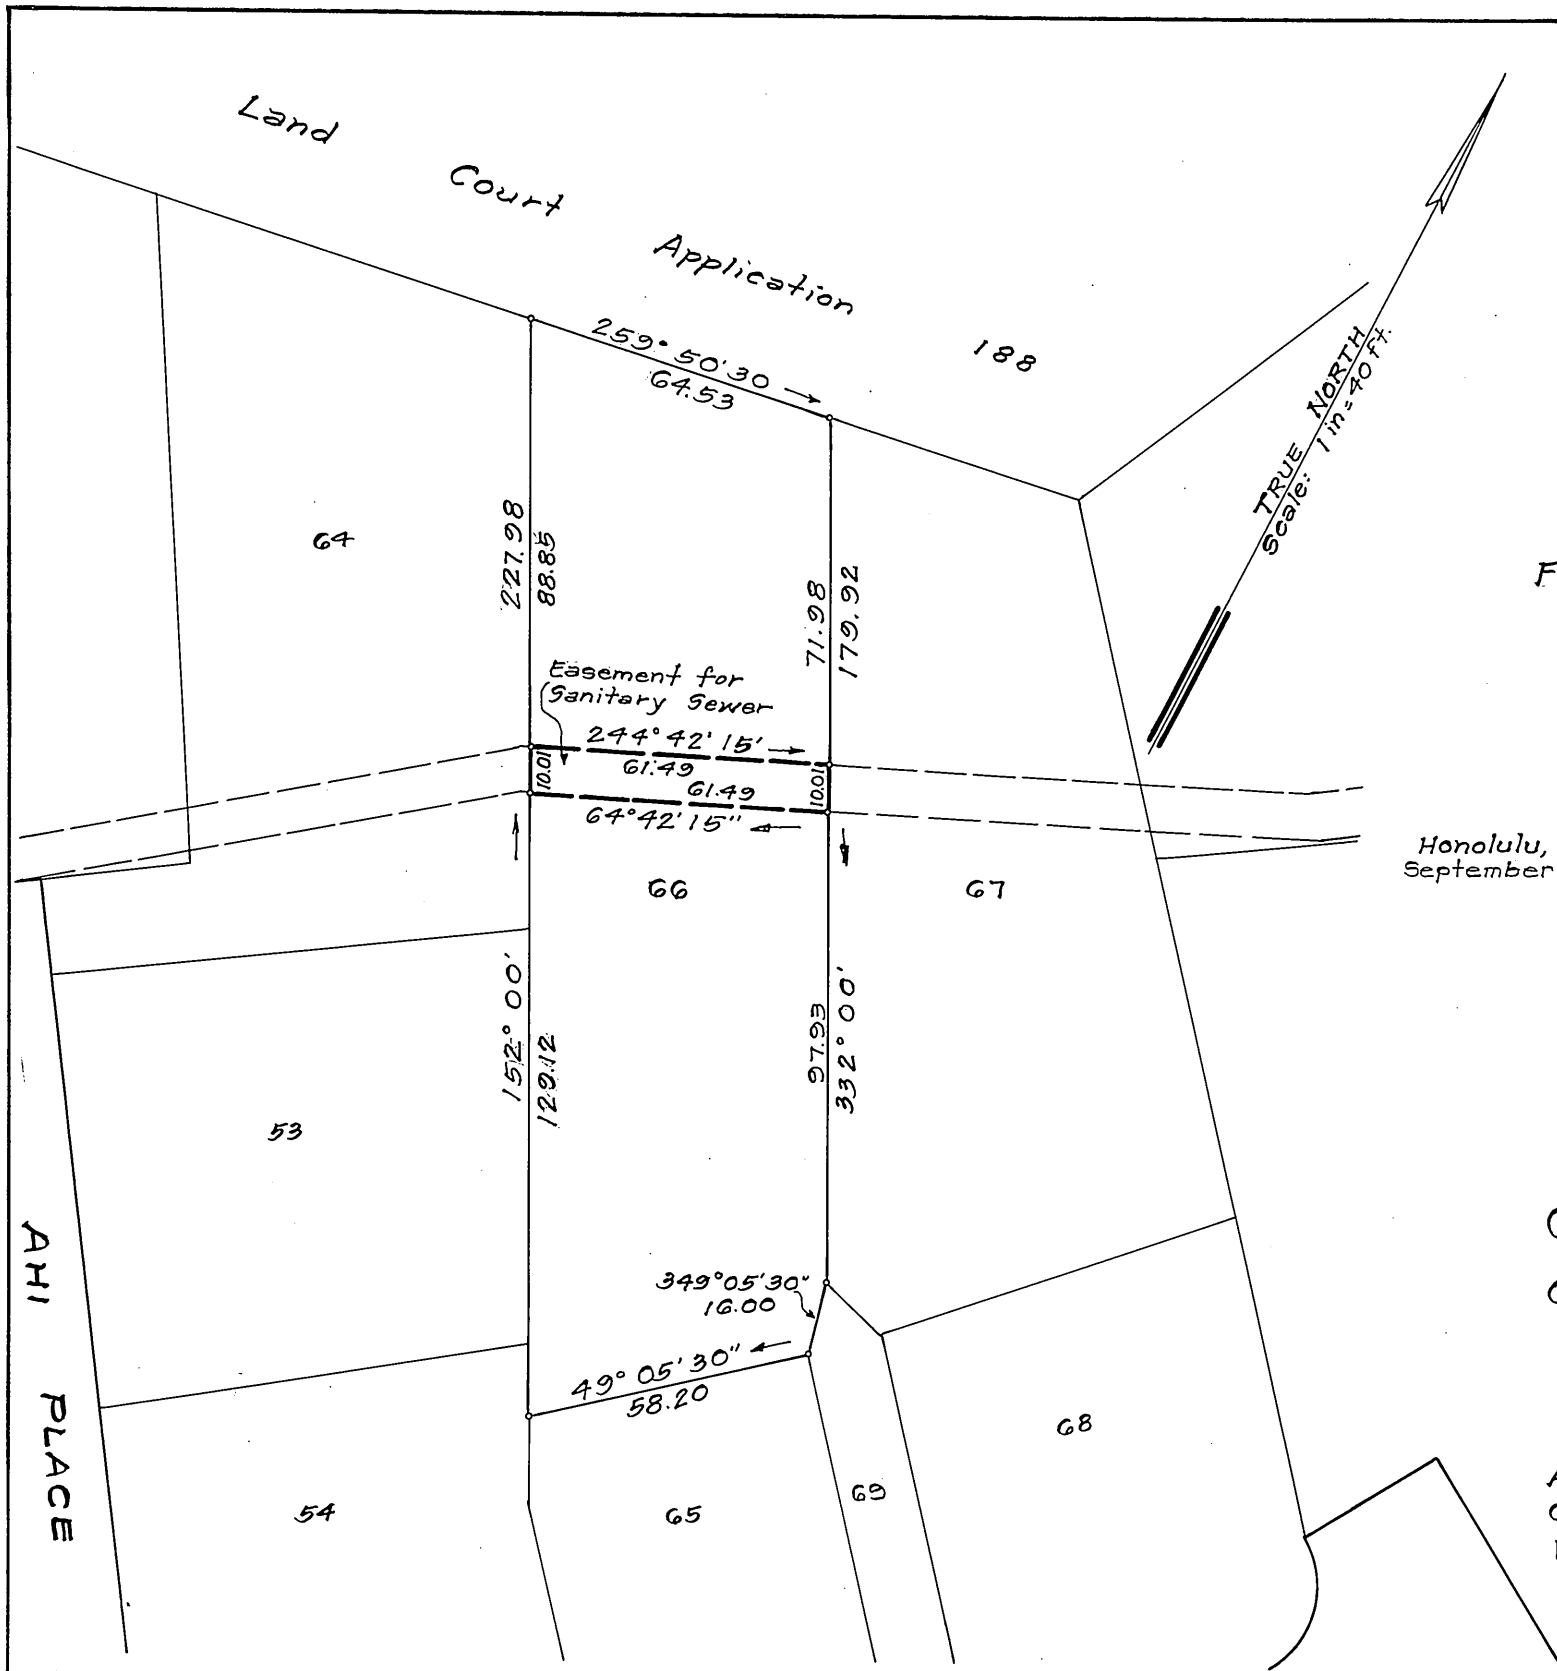 Land Court Application 188
259° 50' 30
64.53
TRUE NORTH
Scale: 1 in = 40 ft.
64
227.98
88.85
71.98
179.92
F
Easement for
Sanitary Sewer
244° 42' 15'
61.49
10.01
10.01
61.49
64° 42' 15"
Honolulu,
September
66
67
152° 00'
129.12
97.93
332° 00'
53
AHI PLACE
349° 05' 30"
16.00
49° 05' 30"
58.20
54
65
69
68